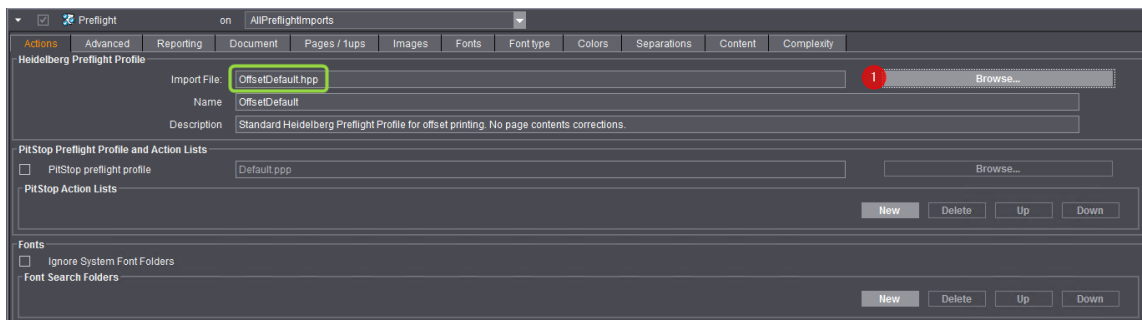 Preflight on AllPreflightImports
Actions Advanced Reporting Document Pages / 1ups Images Fonts Font type Colors Separations Content Complexity
Heidelberg Preflight Profile
Import File: OffsetDefault.hpp 1 Browse...
Name OffsetDefault
Description Standard Heidelberg Preflight Profile for offset printing. No page contents corrections.
PitStop Preflight Profile and Action Lists
PitStop preflight profile Default.ppp Browse...
PitStop Action Lists
New Delete Up Down
Fonts
Ignore System Font Folders
Font Search Folders
New Delete Up Down